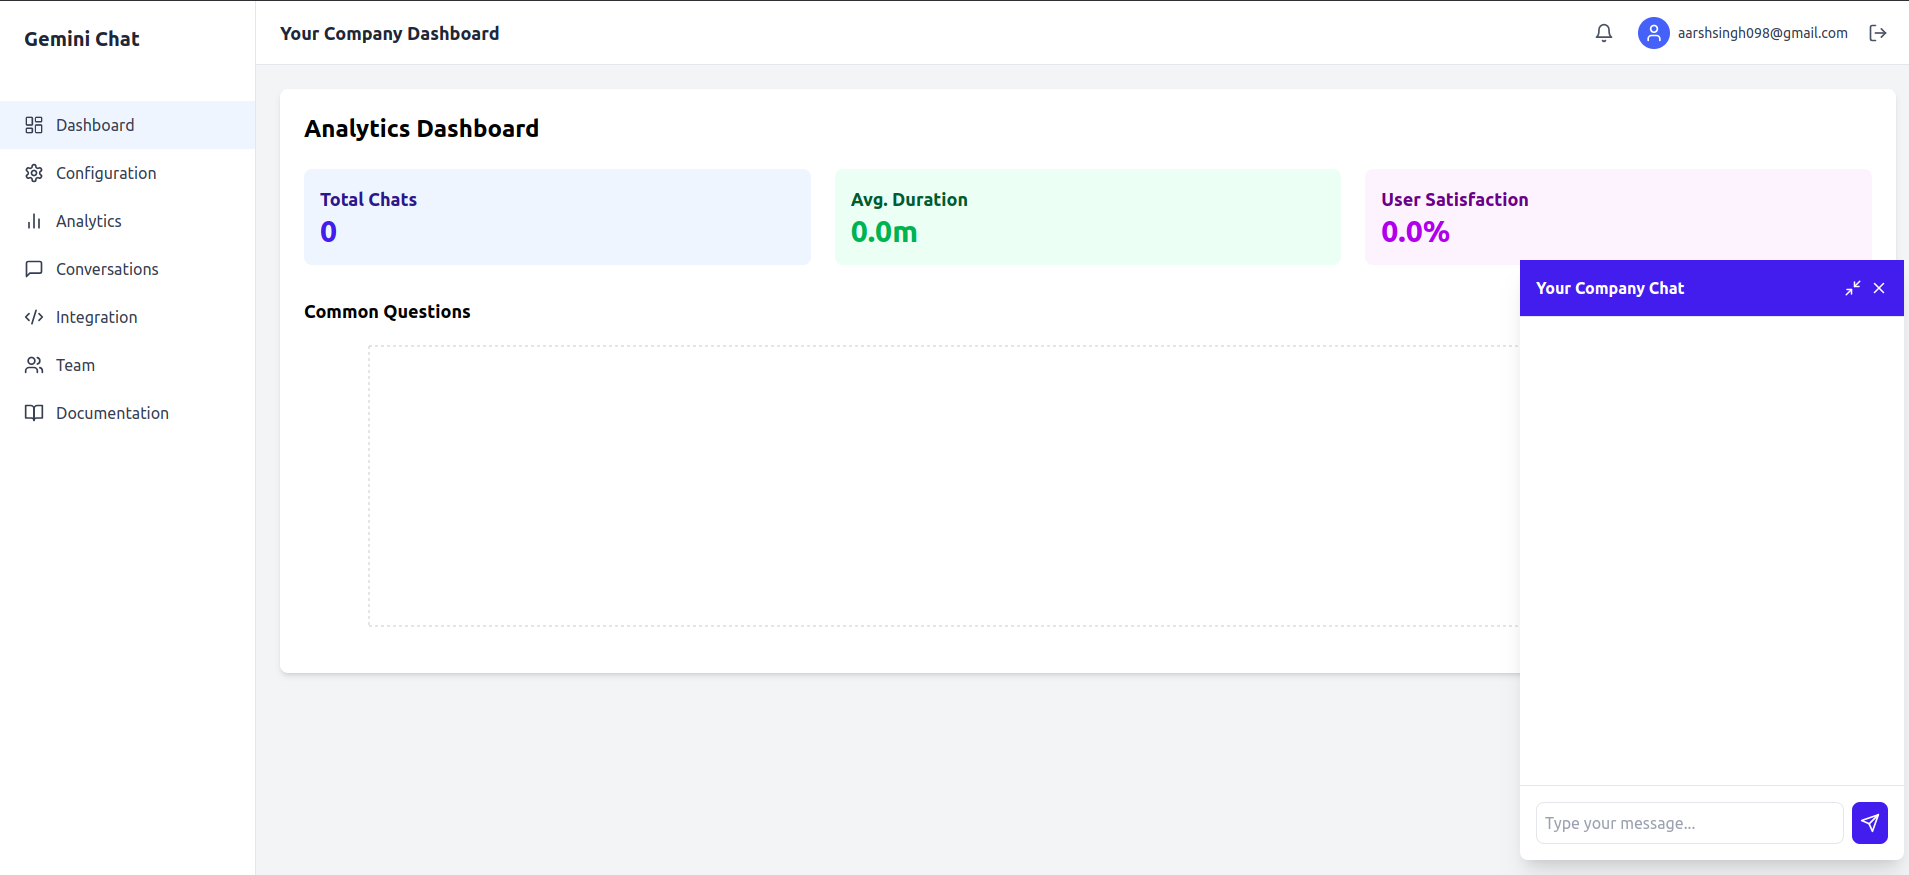 Gemini Chat
Your Company Dashboard
aarshsingh098@gmail.com
Dashboard
Configuration
Analytics
Conversations
Integration
Team
Documentation
Analytics Dashboard
Total Chats
0
Avg. Duration
0.0m
User Satisfaction
0.0%
Common Questions
Your Company Chat
Type your message...